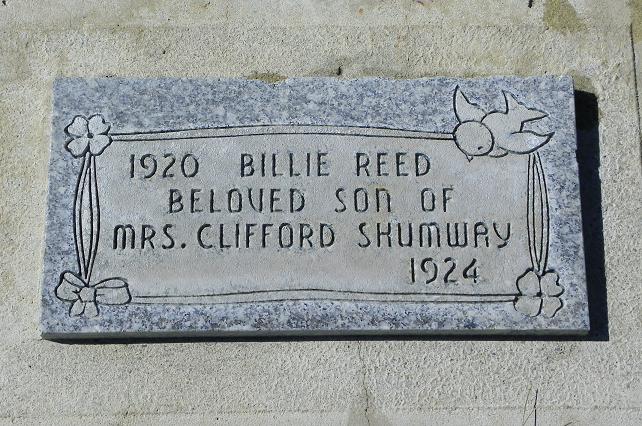 1920 BILLIE REED
BELOVED SON OF
MRS. CLIFFORD SHUMWAY
1924